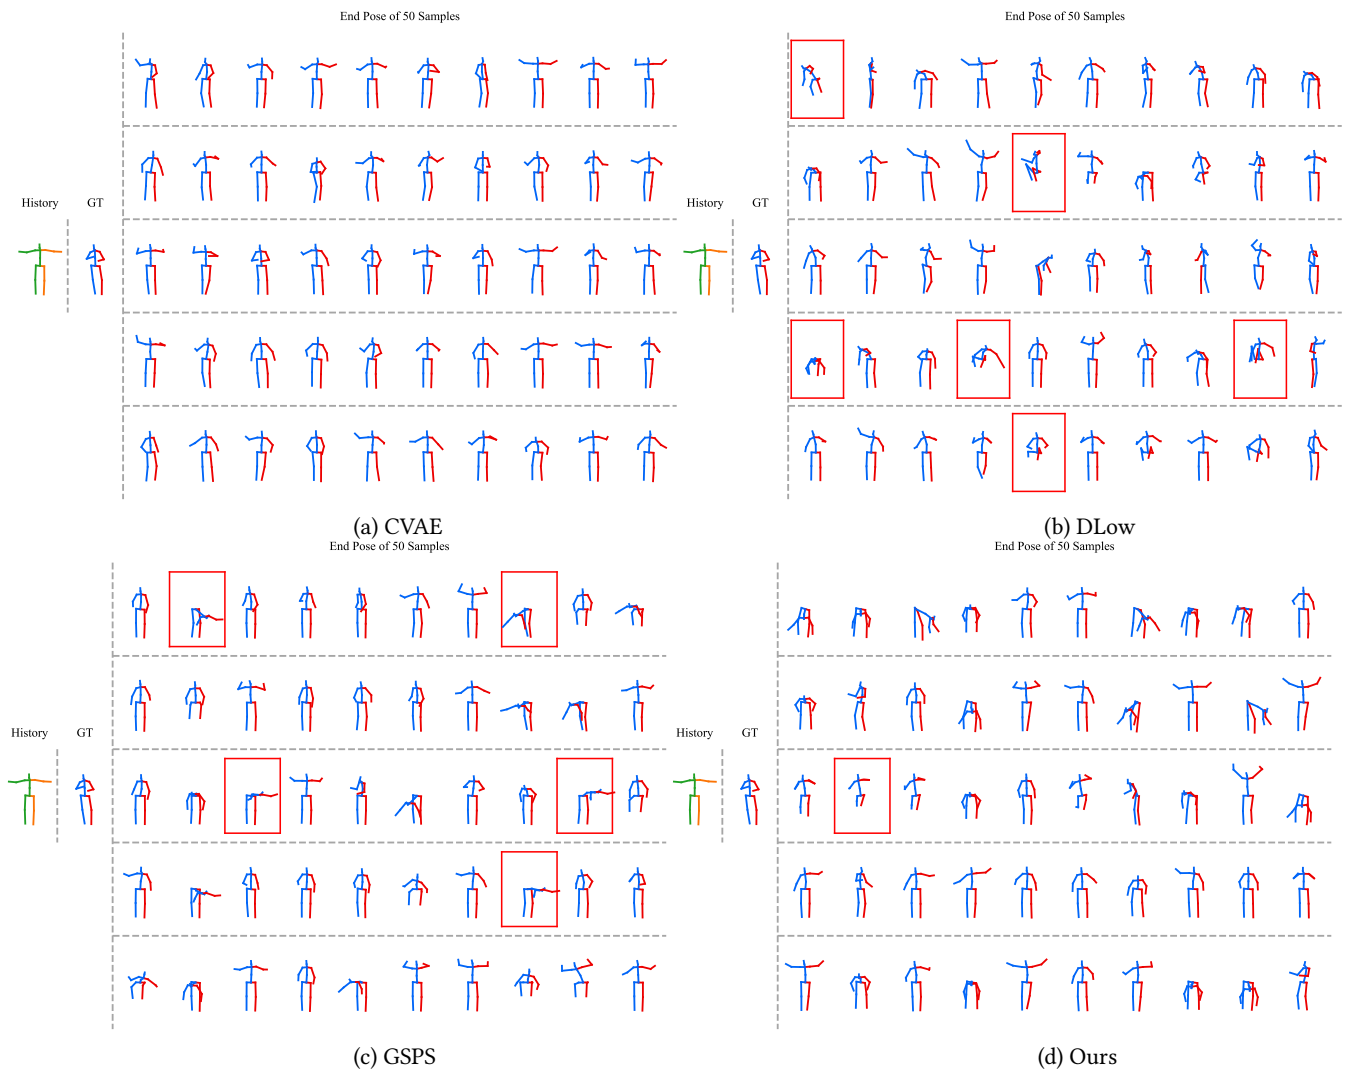 End Pose of 50 Samples
History
GT
(a) CVAE
End Pose of 50 Samples
History
GT
(b) DLow
End Pose of 50 Samples
History
GT
(c) GSPS
End Pose of 50 Samples
History
GT
(d) Ours